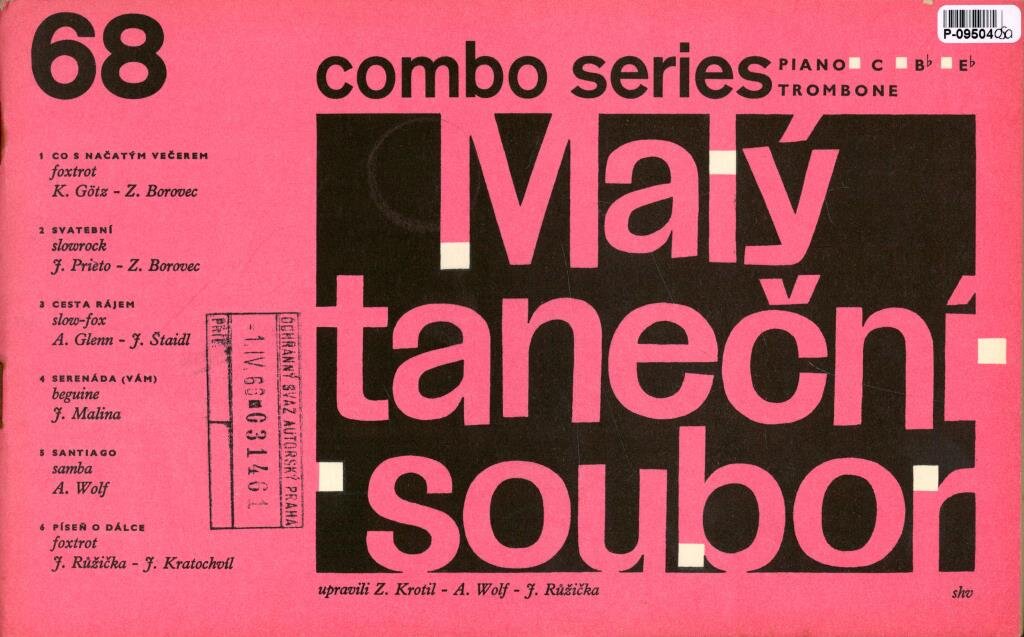 68
combo series
PIANO C B♭ E♭
TROMBONE
P-09504
Malý
taneční
soubor
1 CO S NAČATÝM VEČEREM
foxtrot
K. Götz - Z. Borovec
2 SVATEBNÍ
slowrock
J. Prieto - Z. Borovec
3 CESTA RÁJEM
slow-fox
A. Glenn - J. Štaidl
4 SERENÁDA (VÁM)
beguine
J. Malina
5 SANTIAGO
samba
A. Wolf
6 PÍSEŇ O DÁLCE
foxtrot
J. Růžička - J. Kratochvíl
OCHRANNÝ SVAZ AUTORSKÝ PRAHA
PŘÍL.
upravili Z. Krotil - A. Wolf - J. Růžička
shv